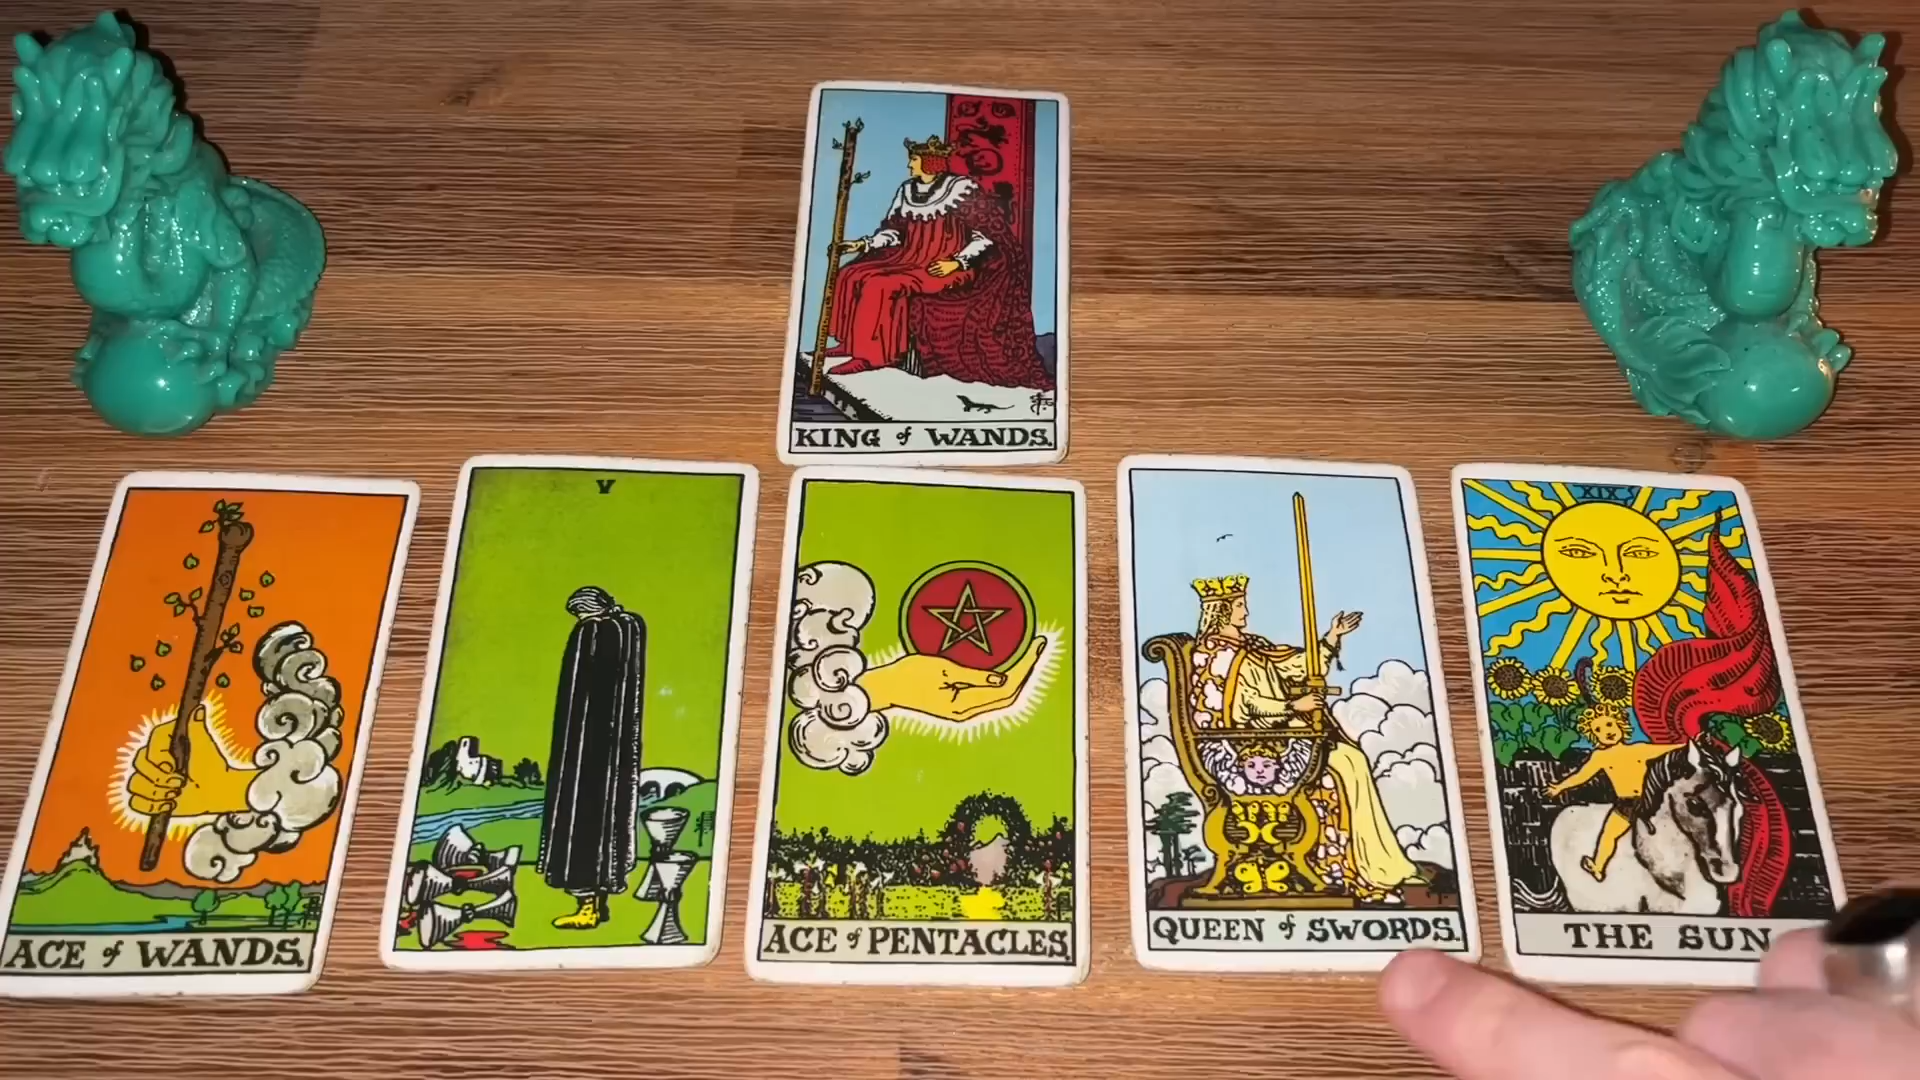 KING of WANDS.
ACE of WANDS.
V
ACE of PENTACLES.
QUEEN of SWORDS.
XIX
THE SUN